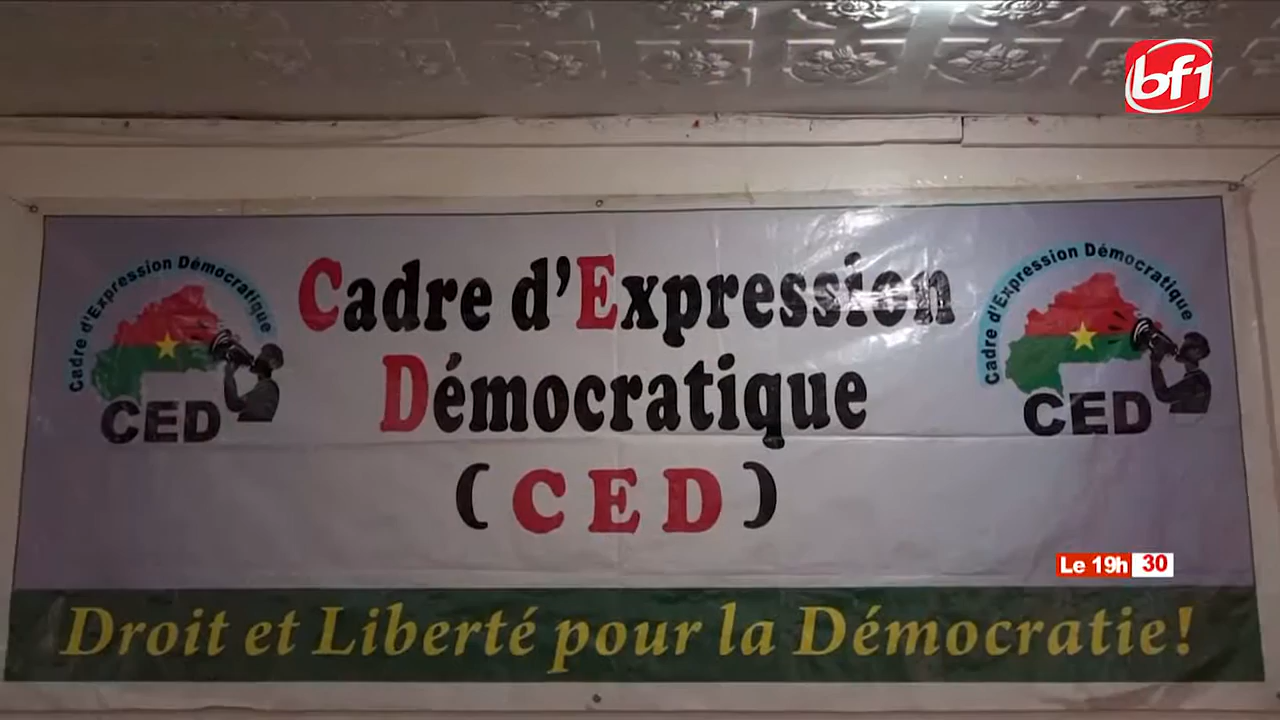 bf1
Cadre d'Expression Démocratique
CED
Cadre d'Expression
Démocratique
(CED)
Cadre d'Expression Démocratique
CED
Le 19h 30
Droit et Liberté pour la Démocratie!